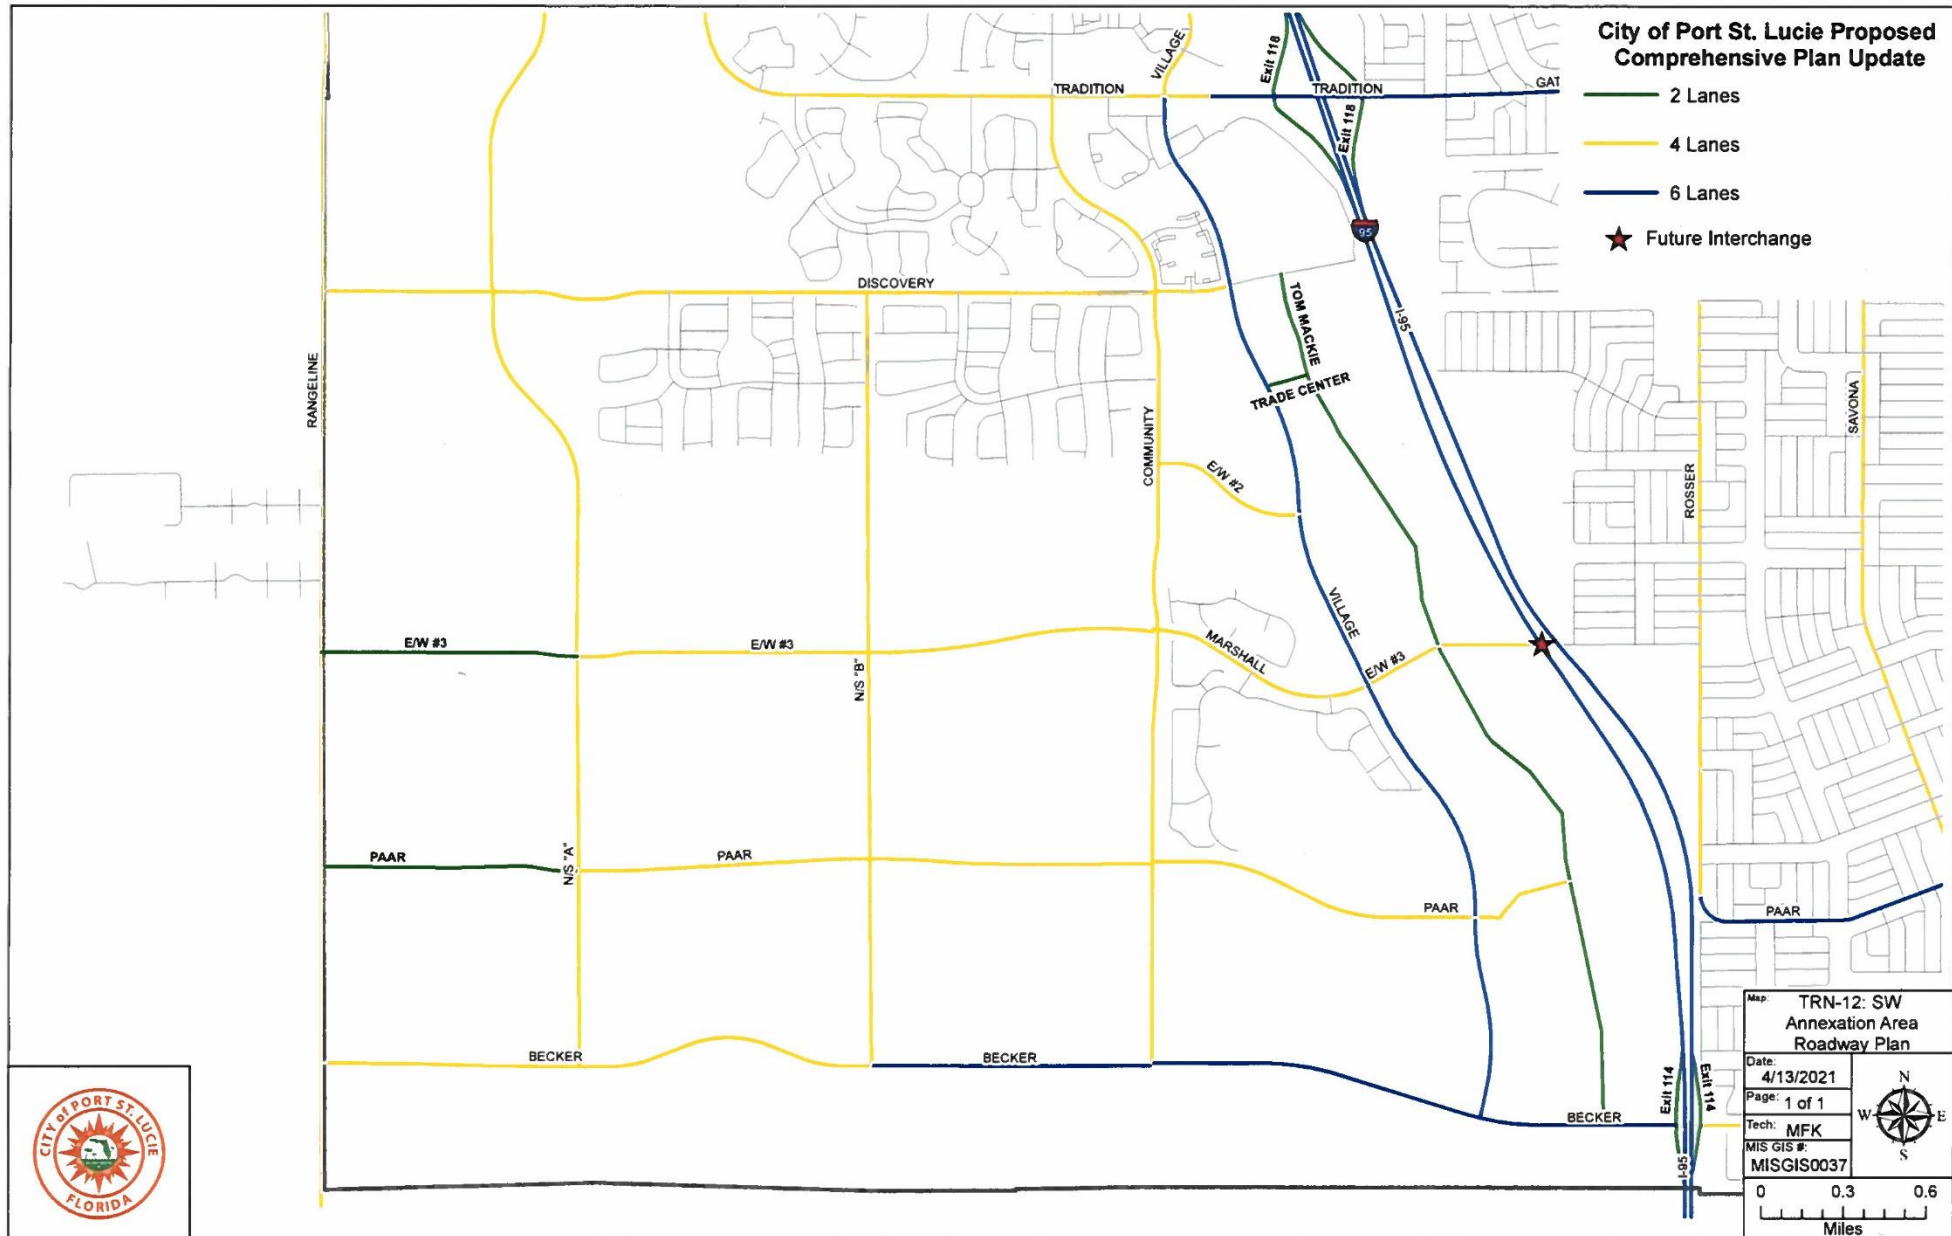 City of Port St. Lucie Proposed
Comprehensive Plan Update
2 Lanes
4 Lanes
6 Lanes
Future Interchange
VILLAGE
Exit 118
TRADITION
TRADITION
GAT
Exit 118
95
DISCOVERY
I-95
TOM MACKIE
RANGELINE
TRADE CENTER
SAVONA
COMMUNITY
E/W #2
ROSSER
VILLAGE
E/W #3
E/W #3
MARSHALL
E/W #3
N/S "B"
PAAR
N/S "A"
PAAR
PAAR
PAAR
BECKER
BECKER
BECKER
Exit 114
Exit 114
I-95
CITY of PORT ST. LUCIE
FLORIDA
Map: TRN-12: SW
Annexation Area
Roadway Plan
Date:
4/13/2021
Page: 1 of 1
Tech: MFK
MIS GIS #:
MISGIS0037
N
W E
S
0 0.3 0.6
Miles